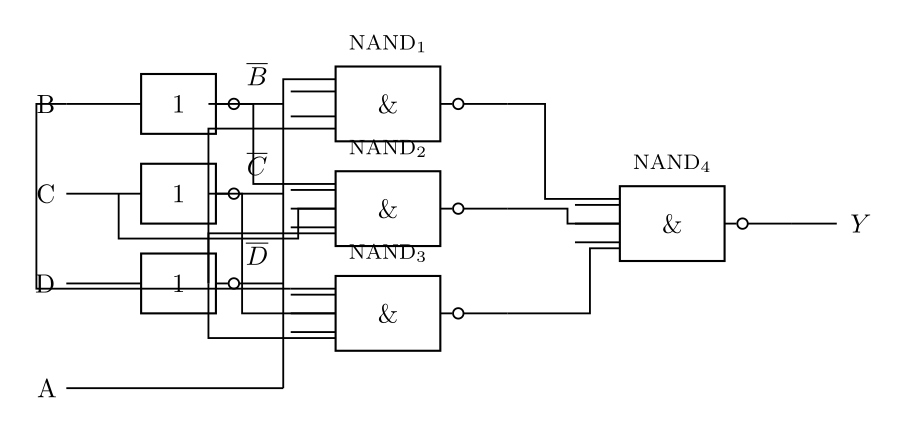 NAND₁
B
1
B̅
&
NAND₂
C
1
C̅
&
NAND₄
&
Y
NAND₃
D
1
D̅
&
A